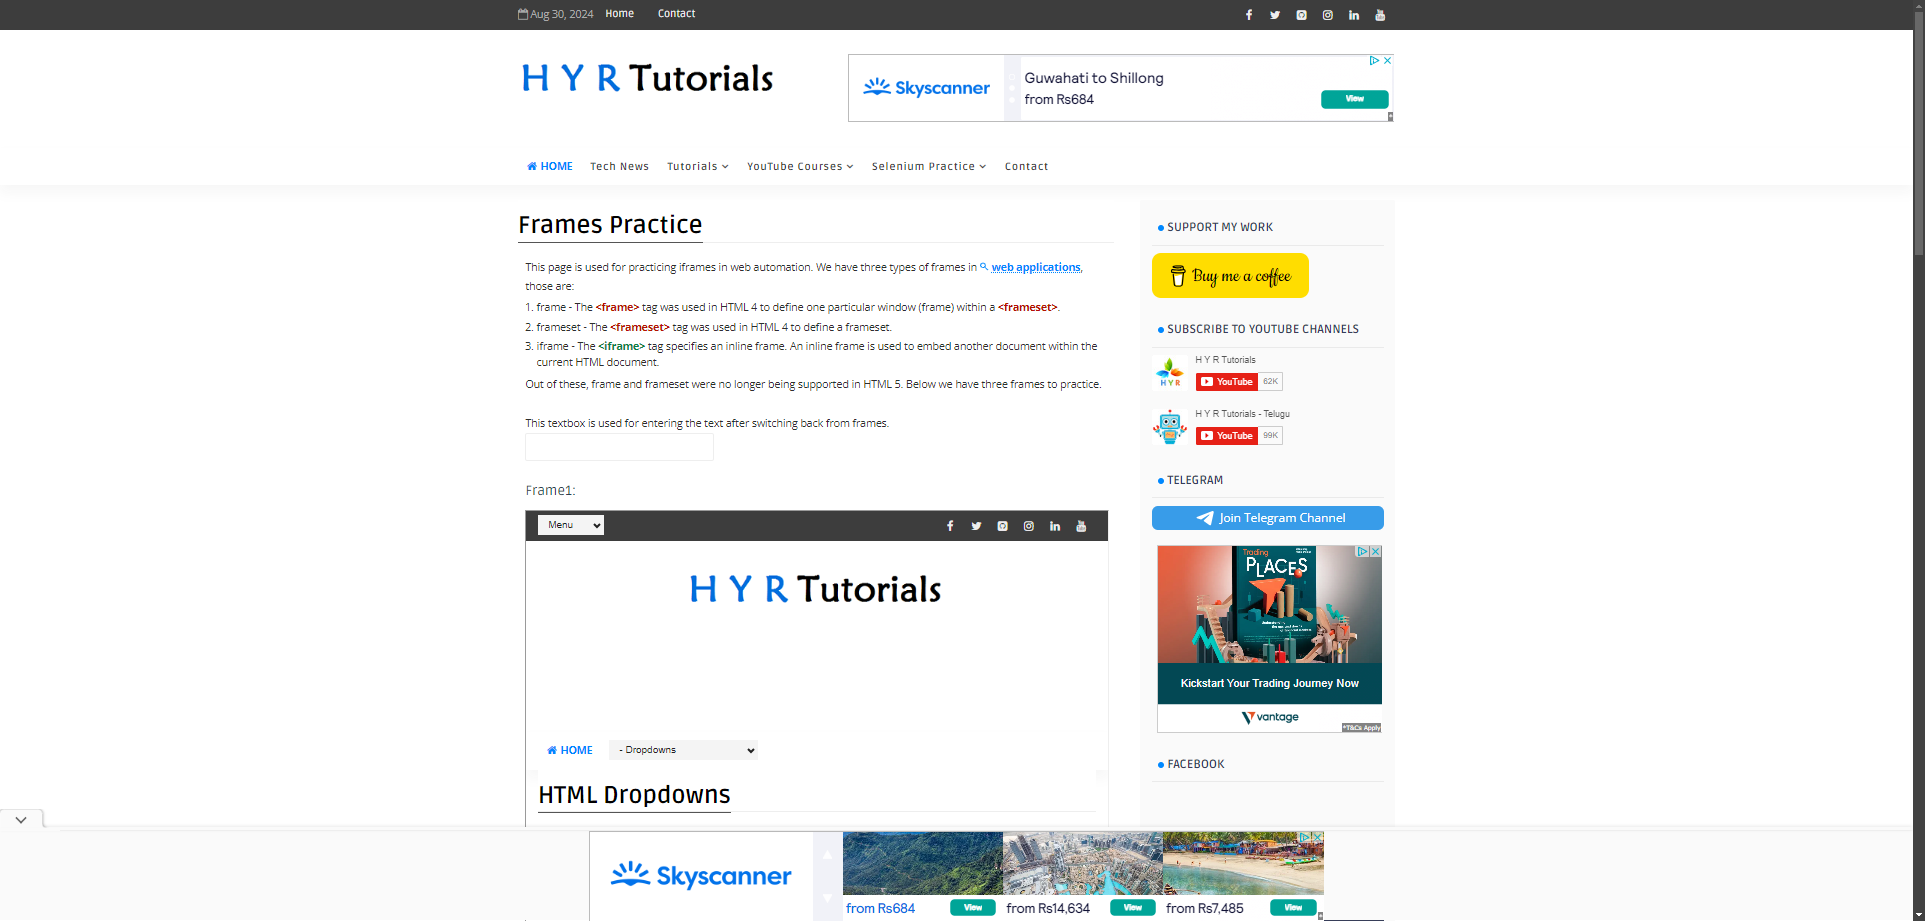 Aug 30, 2024 Home Contact
H Y R Tutorials
Skyscanner
Guwahati to Shillong
from Rs684
View
HOME Tech News Tutorials YouTube Courses Selenium Practice Contact
Frames Practice
This page is used for practicing iframes in web automation. We have three types of frames in web applications,
those are:
1. frame - The <frame> tag was used in HTML 4 to define one particular window (frame) within a <frameset>.
2. frameset - The <frameset> tag was used in HTML 4 to define a frameset.
3. iframe - The <iframe> tag specifies an inline frame. An inline frame is used to embed another document within the
current HTML document.
Out of these, frame and frameset were no longer being supported in HTML 5. Below we have three frames to practice.
This textbox is used for entering the text after switching back from frames.
Frame1:
Menu
H Y R Tutorials
HOME - Dropdowns
HTML Dropdowns
SUPPORT MY WORK
Buy me a coffee
SUBSCRIBE TO YOUTUBE CHANNELS
H Y R Tutorials
HYR
YouTube 62K
H Y R Tutorials - Telugu
YouTube 99K
TELEGRAM
Join Telegram Channel
Trading
PLACES
Kickstart Your Trading Journey Now
vantage
*T&Cs Apply
FACEBOOK
Skyscanner
from Rs684 View from Rs14,634 View from Rs7,485 View